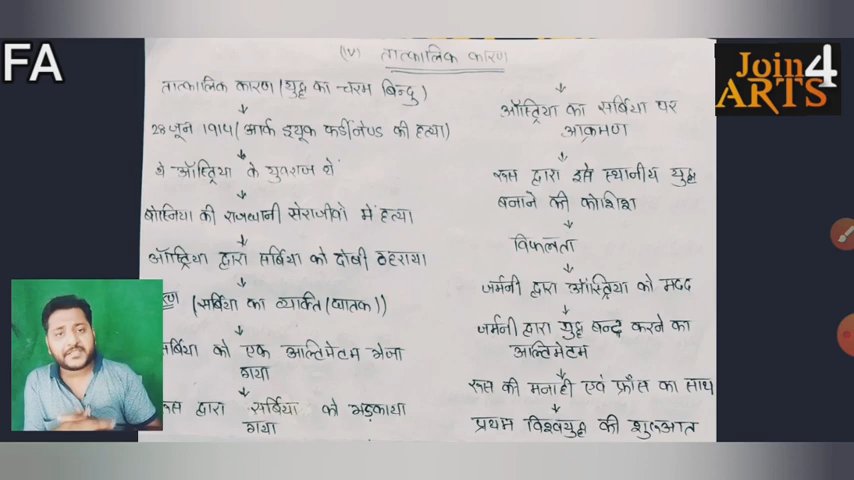 FA
Join4
ARTS
(iv) तात्कालिक कारण
तात्कालिक कारण (युद्ध का चरम बिन्दु)
28 जून 1914 (आर्क ड्यूक फर्डीनेण्ड की हत्या)
ये ऑस्ट्रिया के युवराज थे
बोस्निया की राजधानी सेराजीवो में हत्या
ऑस्ट्रिया द्वारा सर्बिया को दोषी ठहराया
(सर्बिया का व्यक्ति (घातक))
सर्बिया को एक अल्टिमेटम भेजा
गया
रूस द्वारा सर्बिया को भड़काया
गया
ऑस्ट्रिया का सर्बिया पर
आक्रमण
रूस द्वारा इसे स्थानीय युद्ध
बनाने की कोशिश
विफलता
जर्मनी द्वारा ऑस्ट्रिया को मदद
जर्मनी द्वारा युद्ध बन्द करने का
अल्टिमेटम
रूस की मनाही एवं फ्राँस का साथ
प्रथम विश्वयुद्ध की शुरुआत